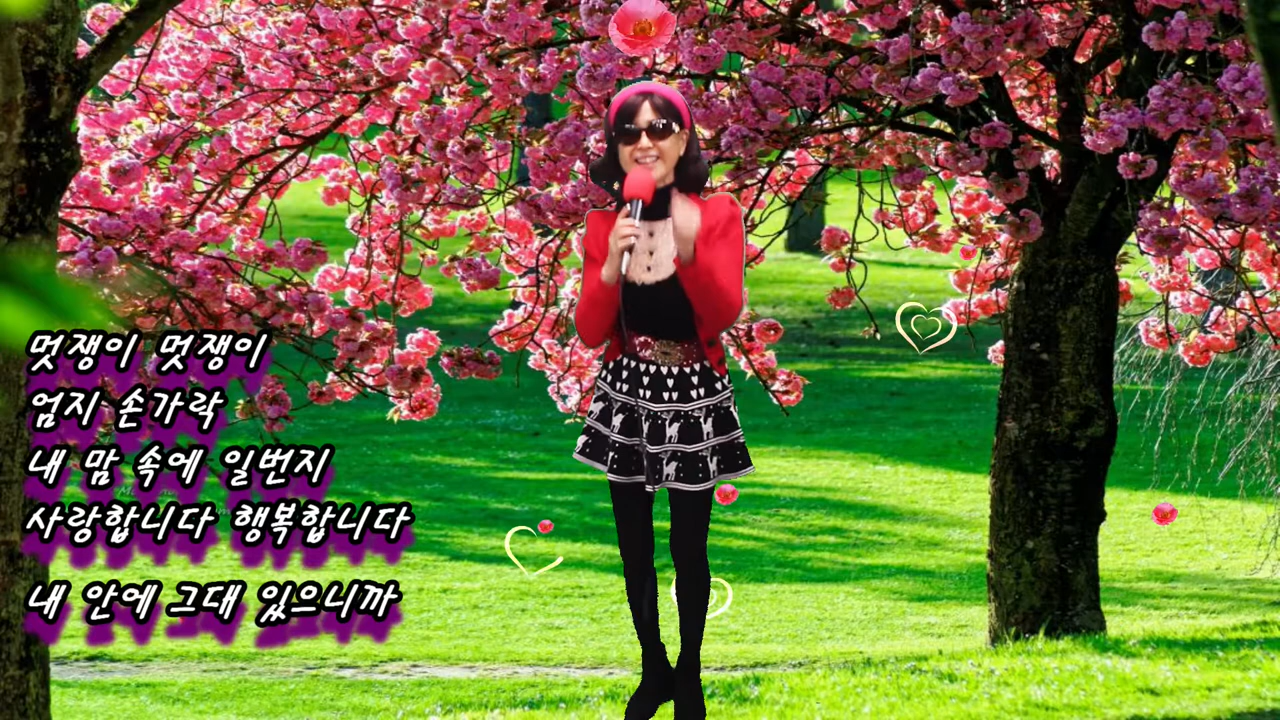 멋쟁이 멋쟁이
엄지 손가락
내 맘 속에 일번지
사랑합니다 행복합니다
내 안에 그대 있으니까